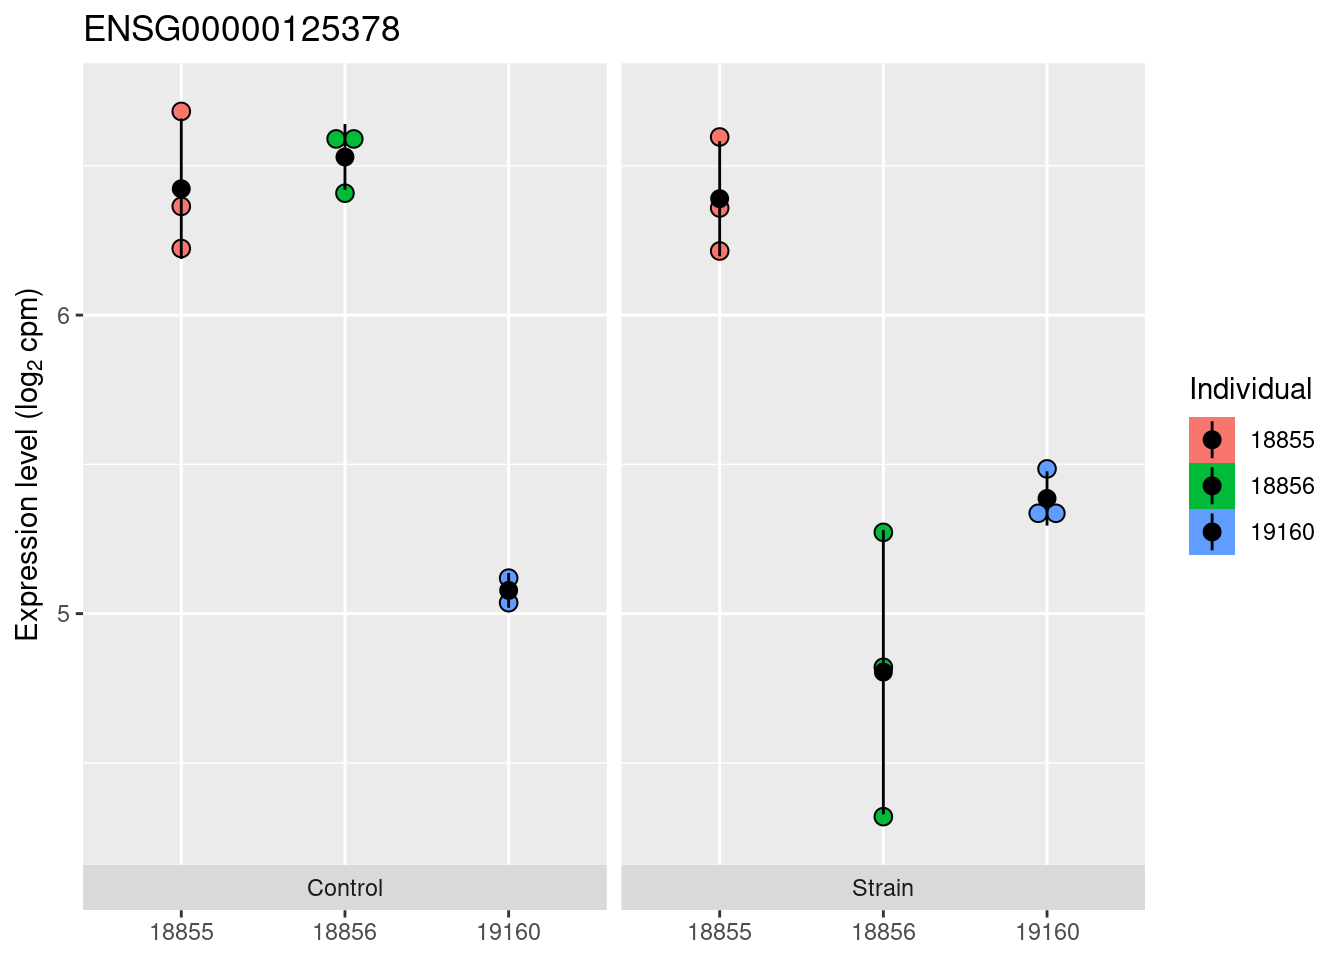 ENSG00000125378
Expression level (log₂ cpm)
6
5
Control
Strain
18855
18856
19160
18855
18856
19160
Individual
18855
18856
19160